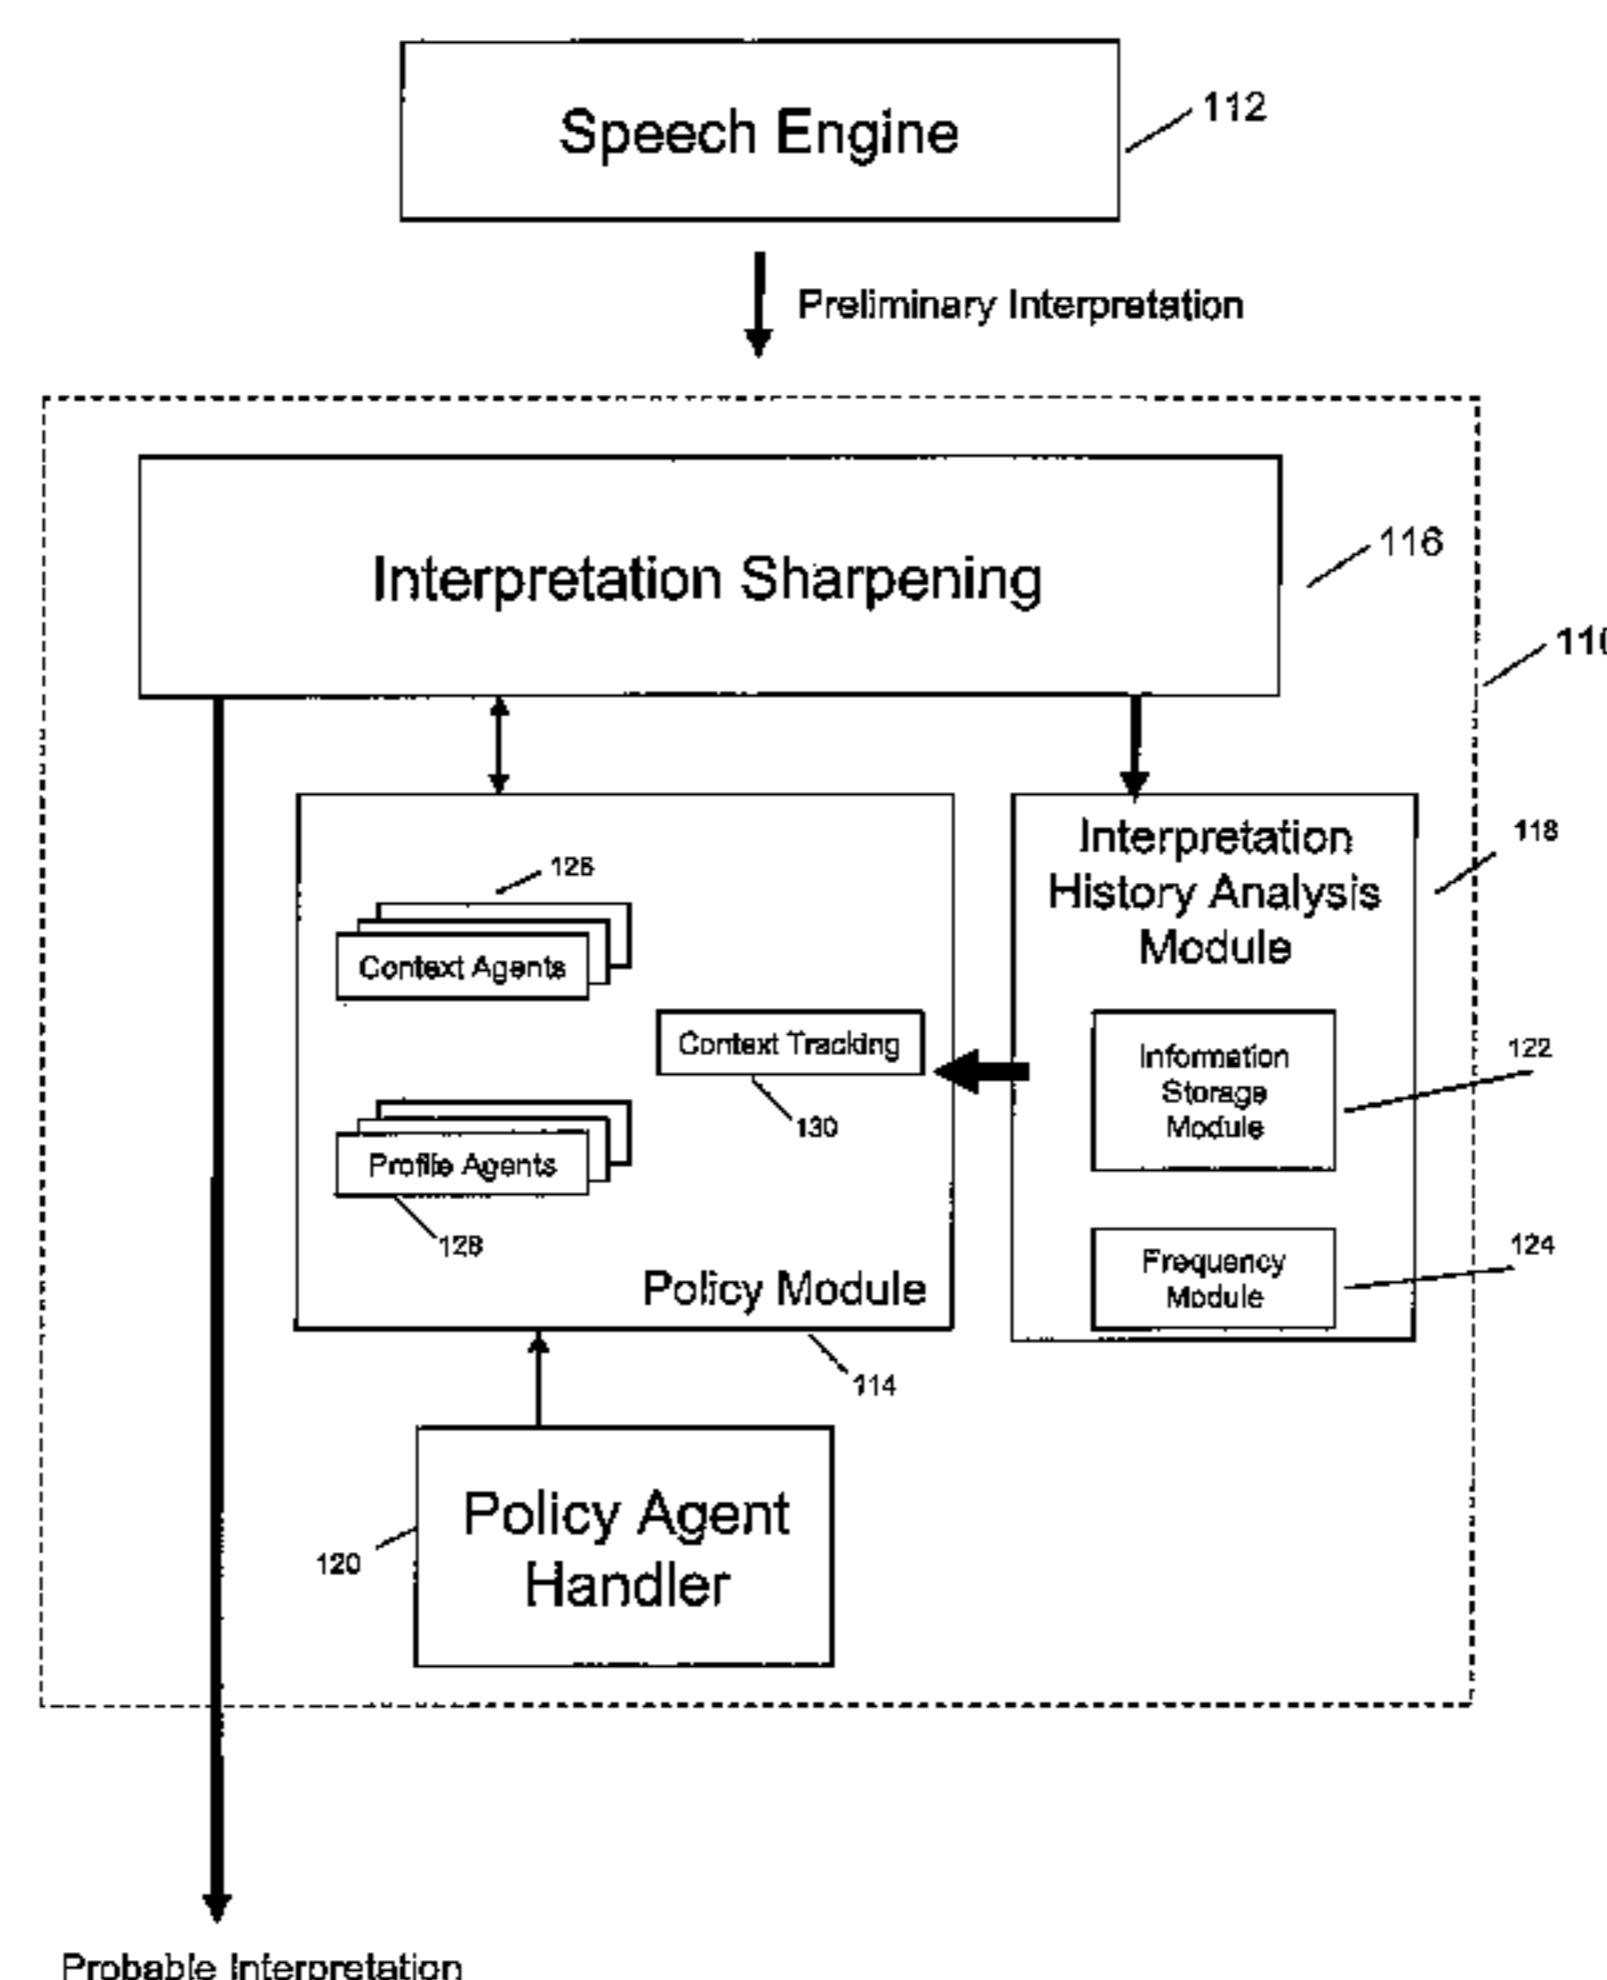 Speech Engine
112
Preliminary Interpretation
Interpretation Sharpening
116
110
Interpretation
History Analysis
Module
118
126
Context Agents
Context Tracking
130
Information
Storage
Module
122
Profile Agents
128
Frequency
Module
124
Policy Module
114
Policy Agent
Handler
120
Probable Interpretation